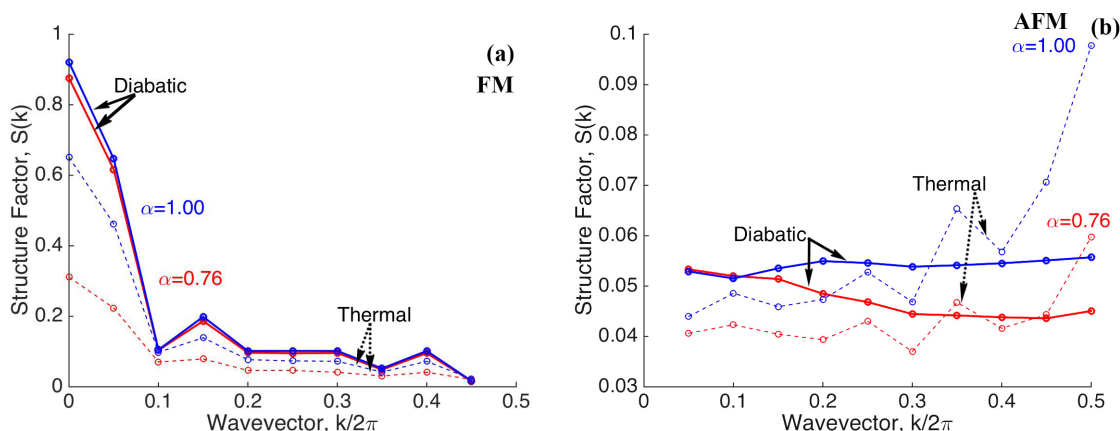 (a)
FM
Diabatic
α=1.00
α=0.76
Thermal
Structure Factor, S(k)
1
0.8
0.6
0.4
0.2
0
0
0.1
0.2
0.3
0.4
0.5
Wavevector, k/2π
AFM
(b)
α=1.00
Thermal
α=0.76
Diabatic
Structure Factor, S(k)
0.1
0.09
0.08
0.07
0.06
0.05
0.04
0.03
0
0.1
0.2
0.3
0.4
0.5
Wavevector, k/2π